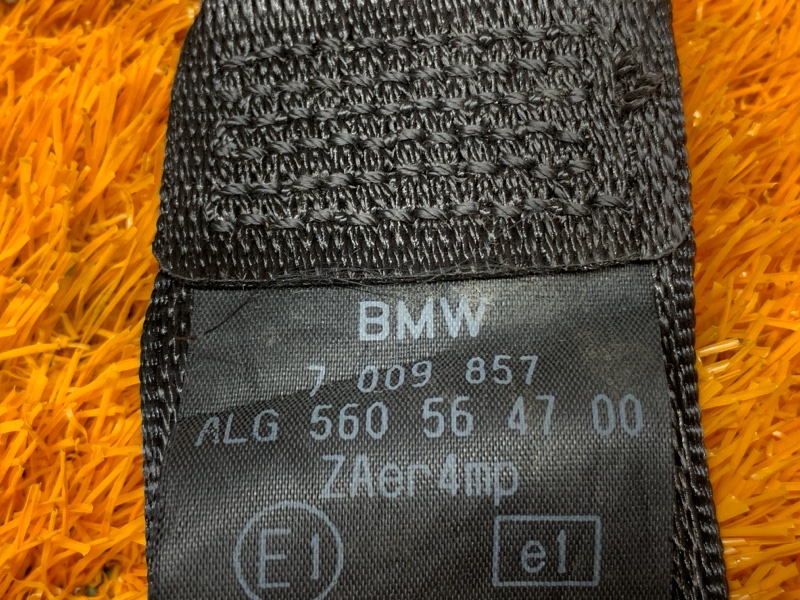 BMW
7 009 857
ALG 560 56 47 00
ZAer4mp
E1 e1